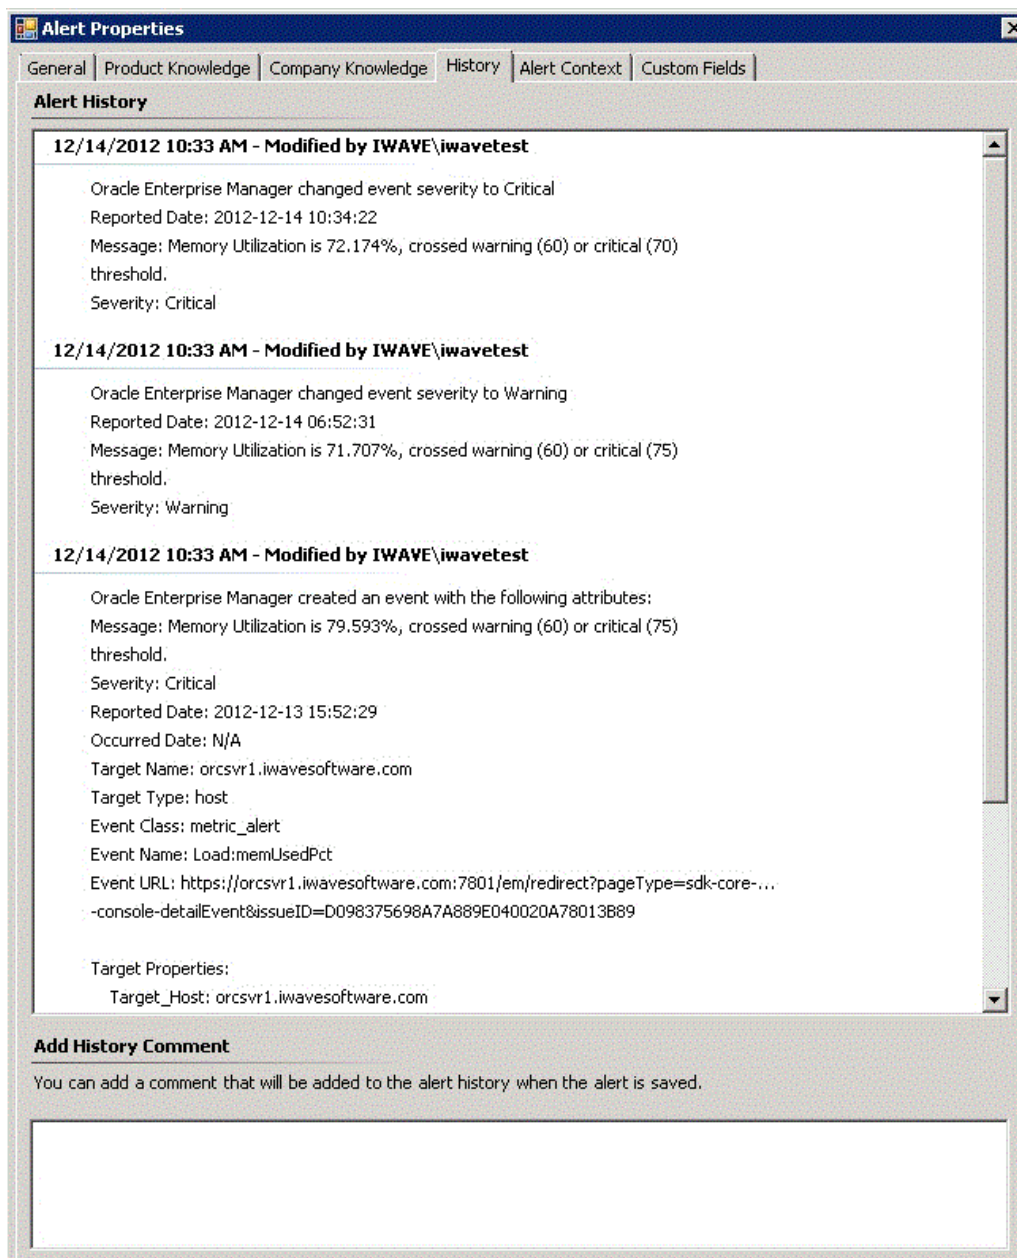 Alert Properties
General
Product Knowledge
Company Knowledge
History
Alert Context
Custom Fields
Alert History
12/14/2012 10:33 AM - Modified by IWAVE\iwavetest
Oracle Enterprise Manager changed event severity to Critical
Reported Date: 2012-12-14 10:34:22
Message: Memory Utilization is 72.174%, crossed warning (60) or critical (70)
threshold.
Severity: Critical
12/14/2012 10:33 AM - Modified by IWAVE\iwavetest
Oracle Enterprise Manager changed event severity to Warning
Reported Date: 2012-12-14 06:52:31
Message: Memory Utilization is 71.707%, crossed warning (60) or critical (75)
threshold.
Severity: Warning
12/14/2012 10:33 AM - Modified by IWAVE\iwavetest
Oracle Enterprise Manager created an event with the following attributes:
Message: Memory Utilization is 79.593%, crossed warning (60) or critical (75)
threshold.
Severity: Critical
Reported Date: 2012-12-13 15:52:29
Occurred Date: N/A
Target Name: orcsvr1.iwavesoftware.com
Target Type: host
Event Class: metric_alert
Event Name: Load:memUsedPct
Event URL: https://orcsvr1.iwavesoftware.com:7801/em/redirect?pageType=sdk-core-...
-console-detailEvent&issueID=D098375698A7A889E040020A78013B89
Target Properties:
Target_Host: orcsvr1.iwavesoftware.com
Add History Comment
You can add a comment that will be added to the alert history when the alert is saved.